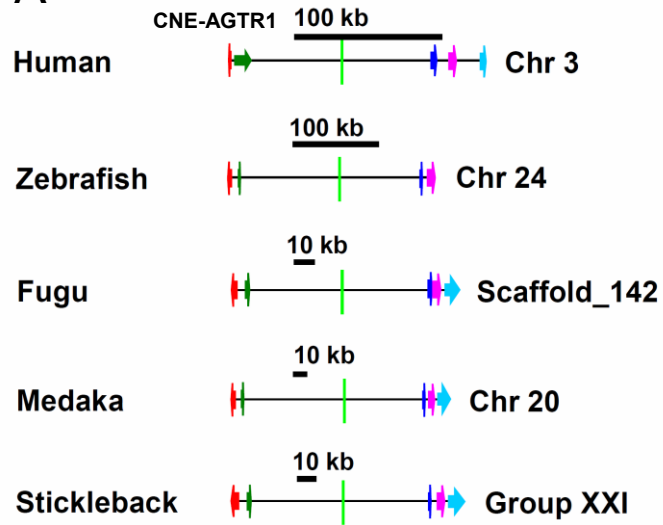 CNE-AGTR1 100 kb
Human Chr 3
100 kb
Zebrafish Chr 24
10 kb
Fugu Scaffold_142
10 kb
Medaka Chr 20
10 kb
Stickleback Group XXI